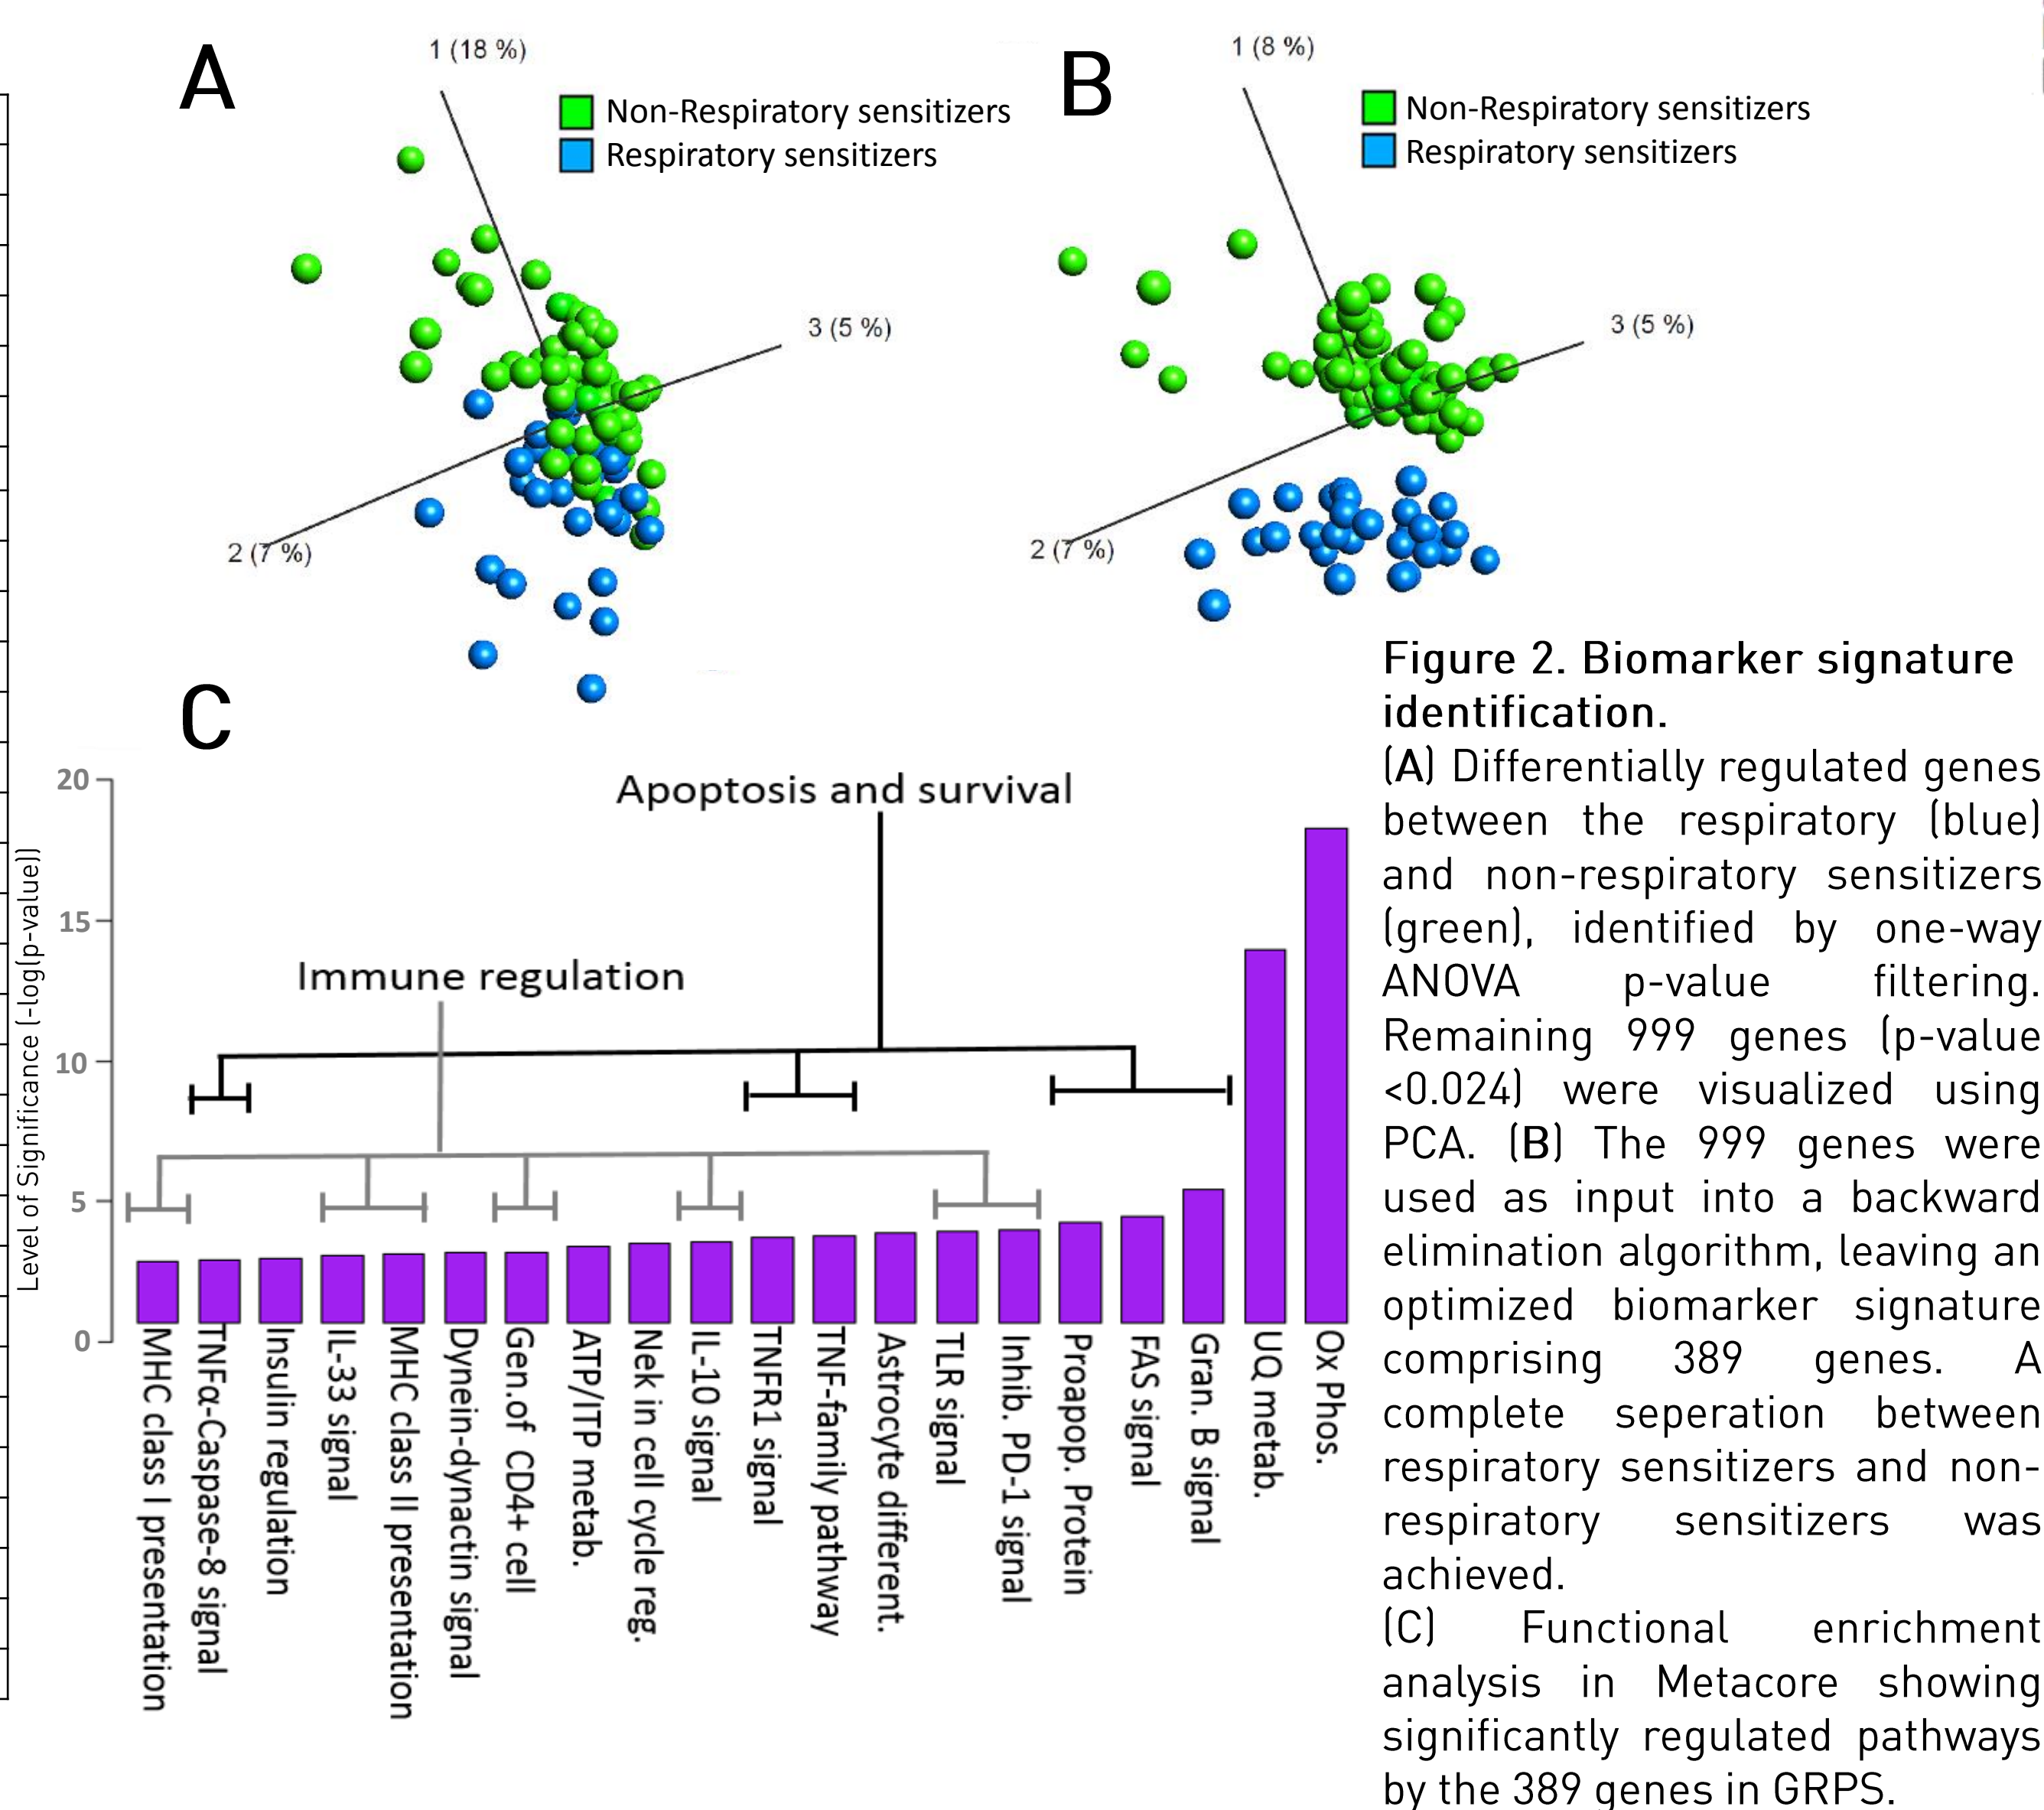 A
1 (18 %)
Non-Respiratory sensitizers
Respiratory sensitizers
3 (5 %)
2 (7 %)
B
1 (8 %)
Non-Respiratory sensitizers
Respiratory sensitizers
3 (5 %)
2 (7 %)
C
Level of Significance (-log(p-value))
20
15
10
5
0
Apoptosis and survival
Immune regulation
MHC class I presentation
TNFα-Caspase-8 signal
Insulin regulation
IL-33 signal
MHC class II presentation
Dynein-dynactin signal
Gen.of CD4+ cell
ATP/ITP metab.
Nek in cell cycle reg.
IL-10 signal
TNFR1 signal
TNF-family pathway
Astrocyte different.
TLR signal
Inhib. PD-1 signal
Proapop. Protein
FAS signal
Gran. B signal
UQ metab.
Ox Phos.
Figure 2. Biomarker signature
identification.
(A) Differentially regulated genes
between the respiratory (blue)
and non-respiratory sensitizers
(green), identified by one-way
ANOVA p-value filtering.
Remaining 999 genes (p-value
<0.024) were visualized using
PCA. (B) The 999 genes were
used as input into a backward
elimination algorithm, leaving an
optimized biomarker signature
comprising 389 genes. A
complete seperation between
respiratory sensitizers and non-
respiratory sensitizers was
achieved.
(C) Functional enrichment
analysis in Metacore showing
significantly regulated pathways
by the 389 genes in GRPS.